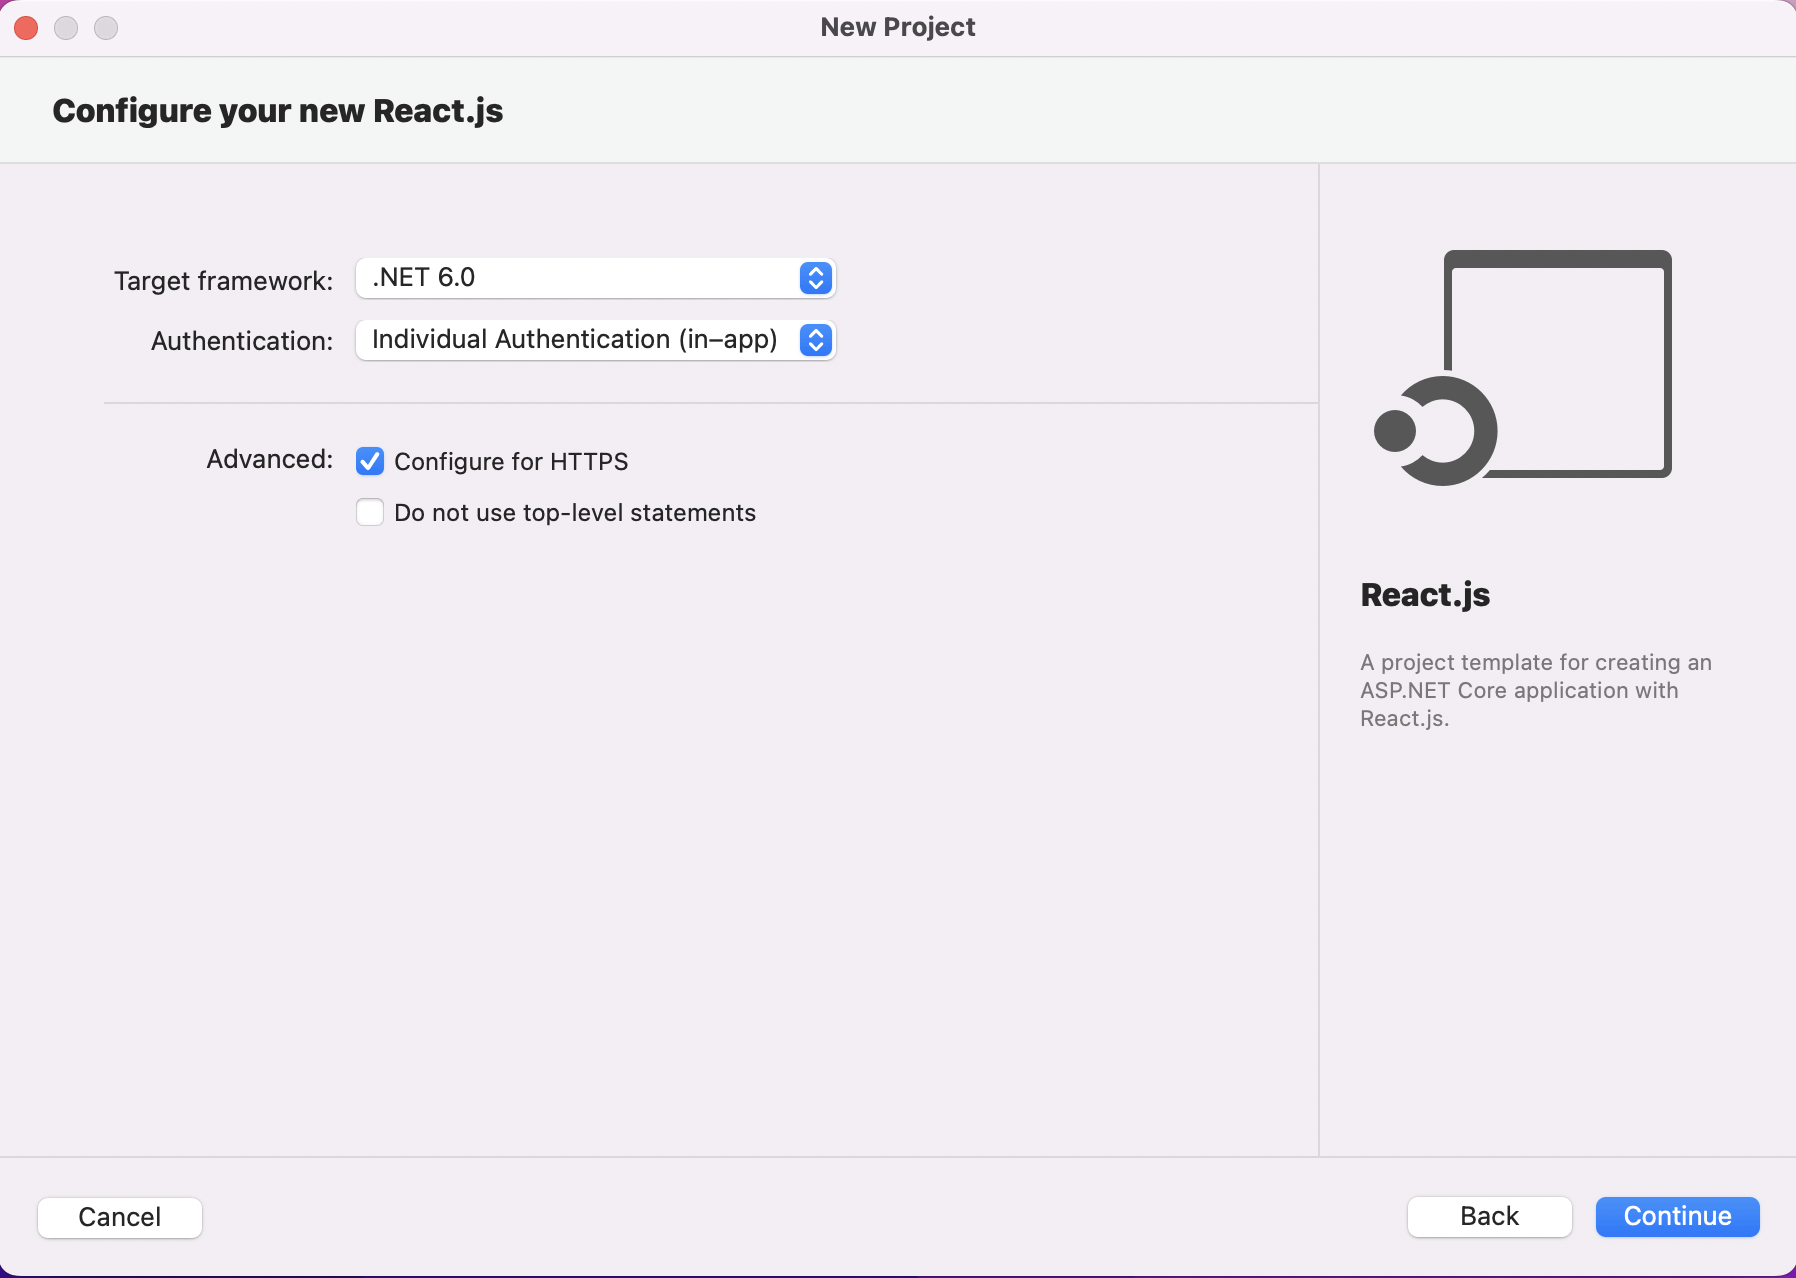 New Project
Configure your new React.js
Target framework: .NET 6.0
Authentication: Individual Authentication (in–app)
Advanced: Configure for HTTPS
Do not use top-level statements
React.js
A project template for creating an
ASP.NET Core application with
React.js.
Cancel
Back
Continue